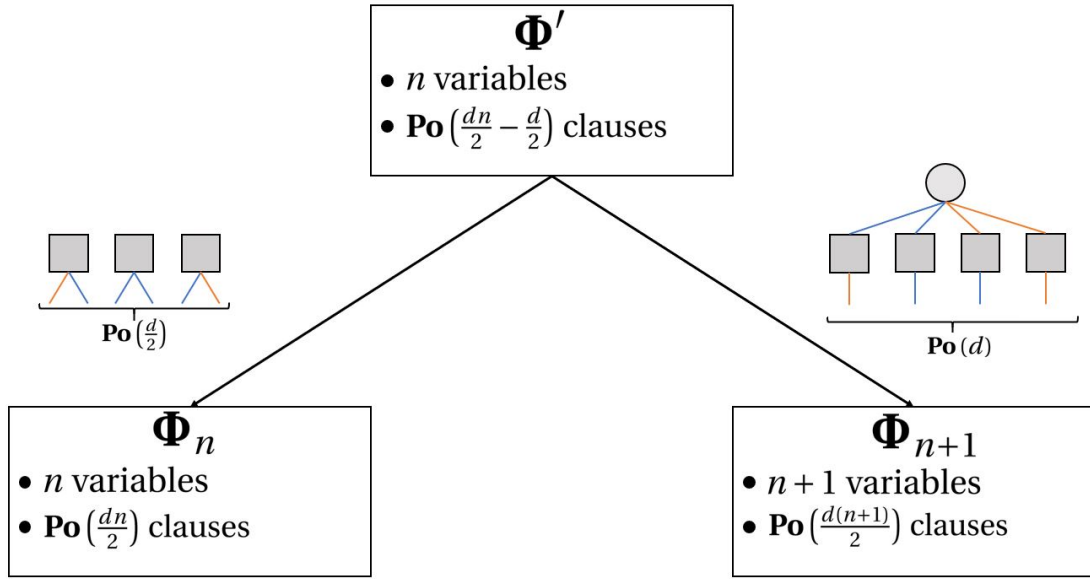 Φ′
• n variables
• Po(dn/2 − d/2) clauses
Po(d/2)
Po(d)
Φn
• n variables
• Po(dn/2) clauses
Φn+1
• n + 1 variables
• Po(d(n+1)/2) clauses